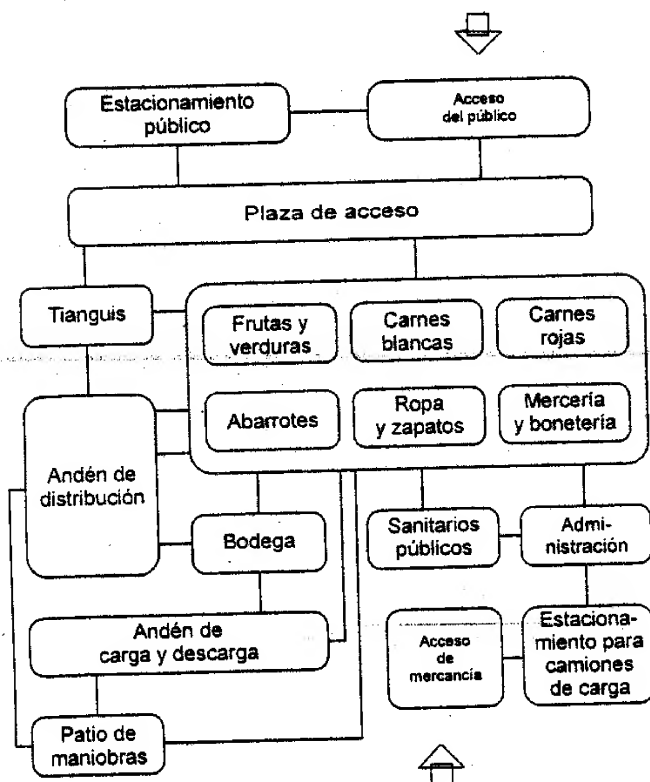 Estacionamiento
público
Acceso
del público
Plaza de acceso
Tianguis
Frutas y
verduras
Carnes
blancas
Carnes
rojas
Abarrotes
Ropa
y zapatos
Mercería
y bonetería
Andén de
distribución
Bodega
Sanitarios
públicos
Admi-
nistración
Andén de
carga y descarga
Acceso
de
mercancía
Estaciona-
miento para
camiones
de carga
Patio de
maniobras